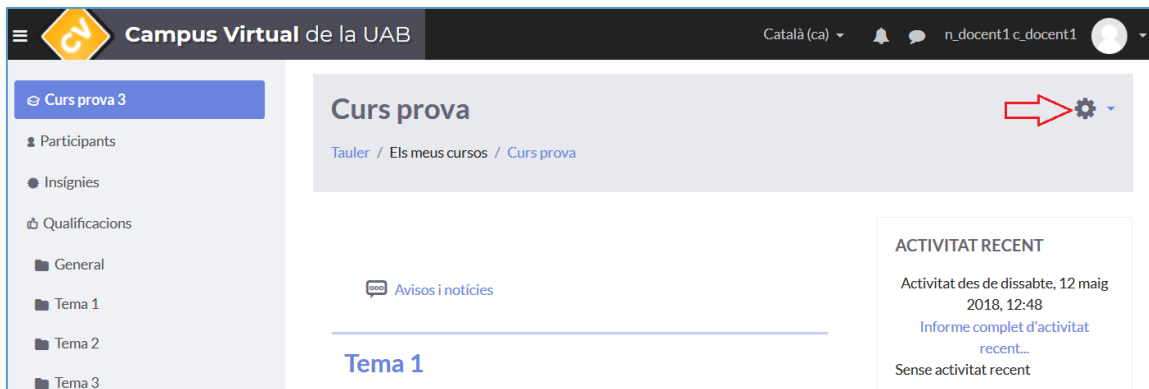 CV
Campus Virtual de la UAB
Català (ca)
n_docent1 c_docent1
Curs prova 3
Participants
Insígnies
Qualificacions
General
Tema 1
Tema 2
Tema 3
Curs prova
Tauler / Els meus cursos / Curs prova
Avisos i notícies
Tema 1
ACTIVITAT RECENT
Activitat des de dissabte, 12 maig
2018, 12:48
Informe complet d'activitat
recent...
Sense activitat recent